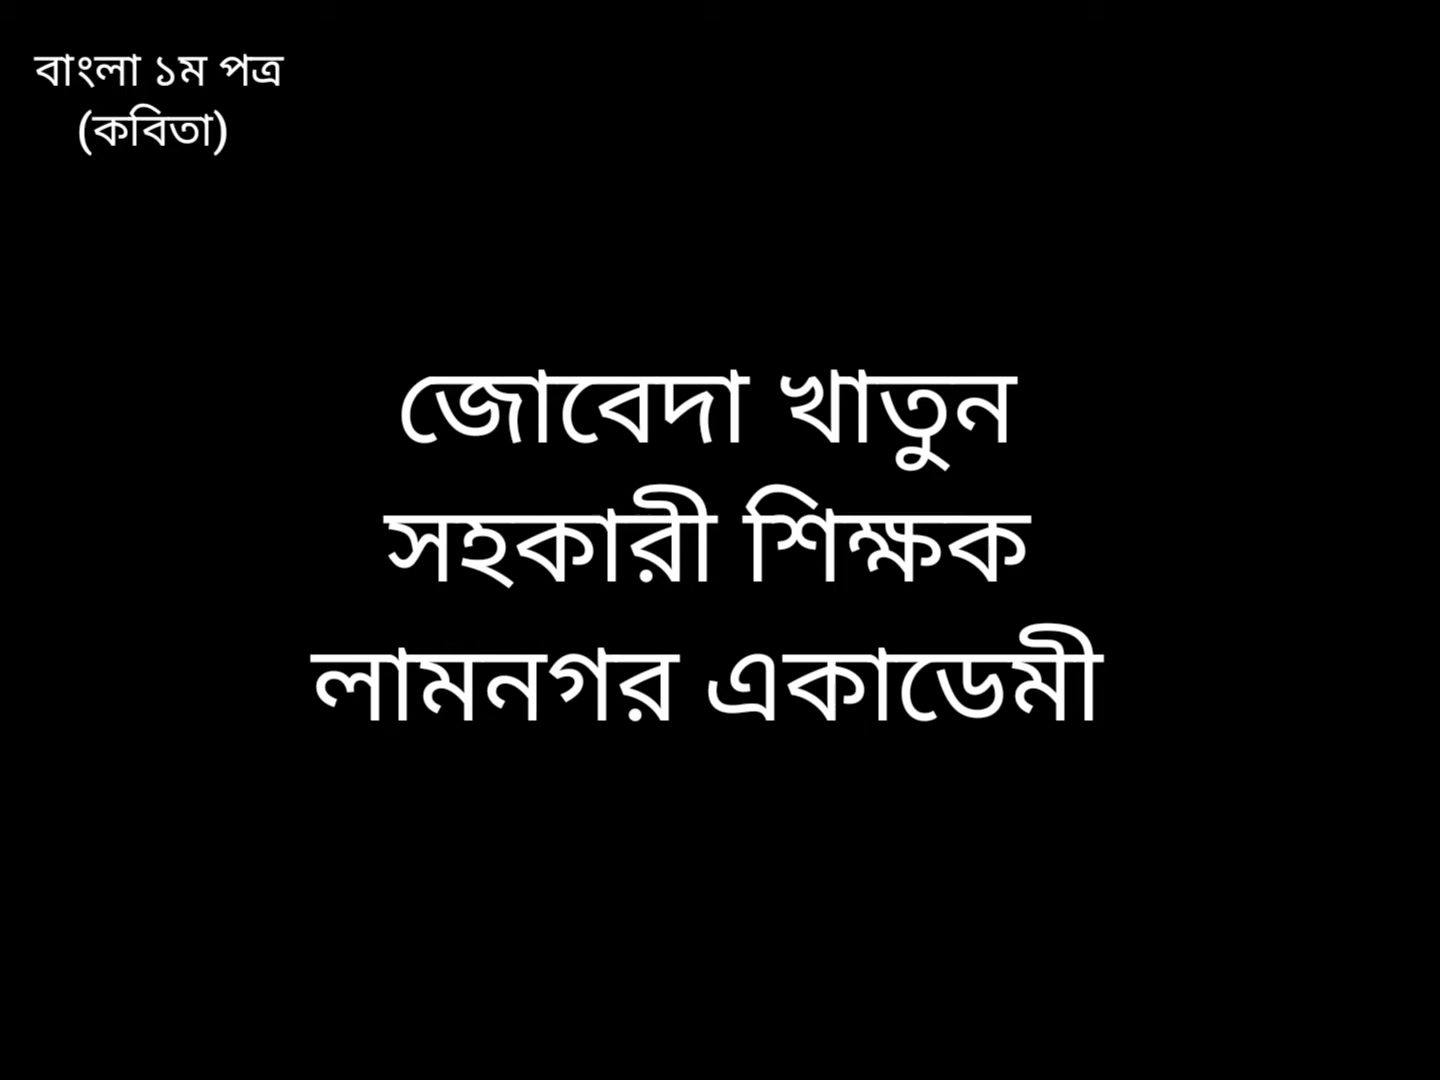 বাংলা ১ম পত্র
(কবিতা)
জোবেদা খাতুন
সহকারী শিক্ষক
লামনগর একাডেমী